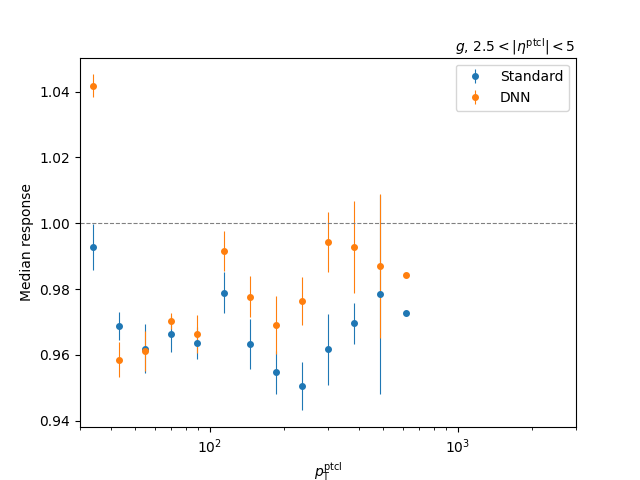 g, 2.5 < |η^ptcl| < 5
Standard
DNN
1.04
1.02
1.00
0.98
0.96
0.94
Median response
10^2
10^3
p_T^ptcl